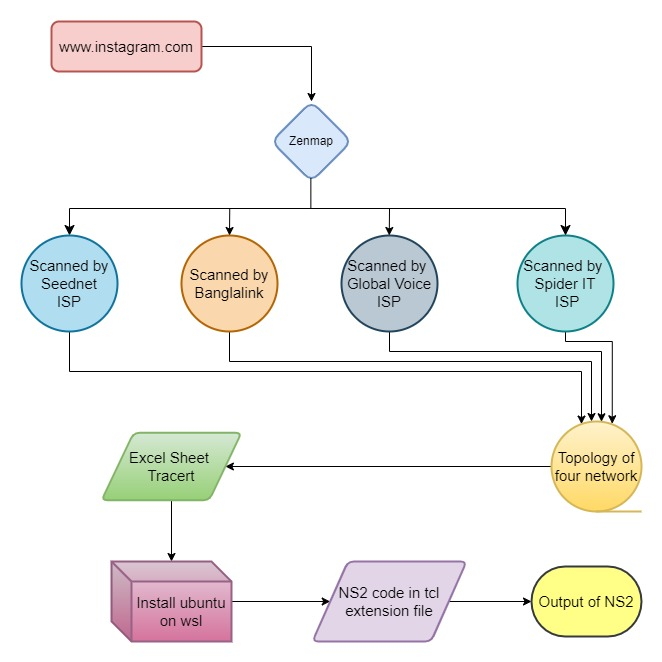 www.instagram.com
Zenmap
Scanned by
Seednet
ISP
Scanned by
Banglalink
Scanned by
Global Voice
ISP
Scanned by
Spider IT
ISP
Topology of
four network
Excel Sheet
Tracert
Install ubuntu
on wsl
NS2 code in tcl
extension file
Output of NS2